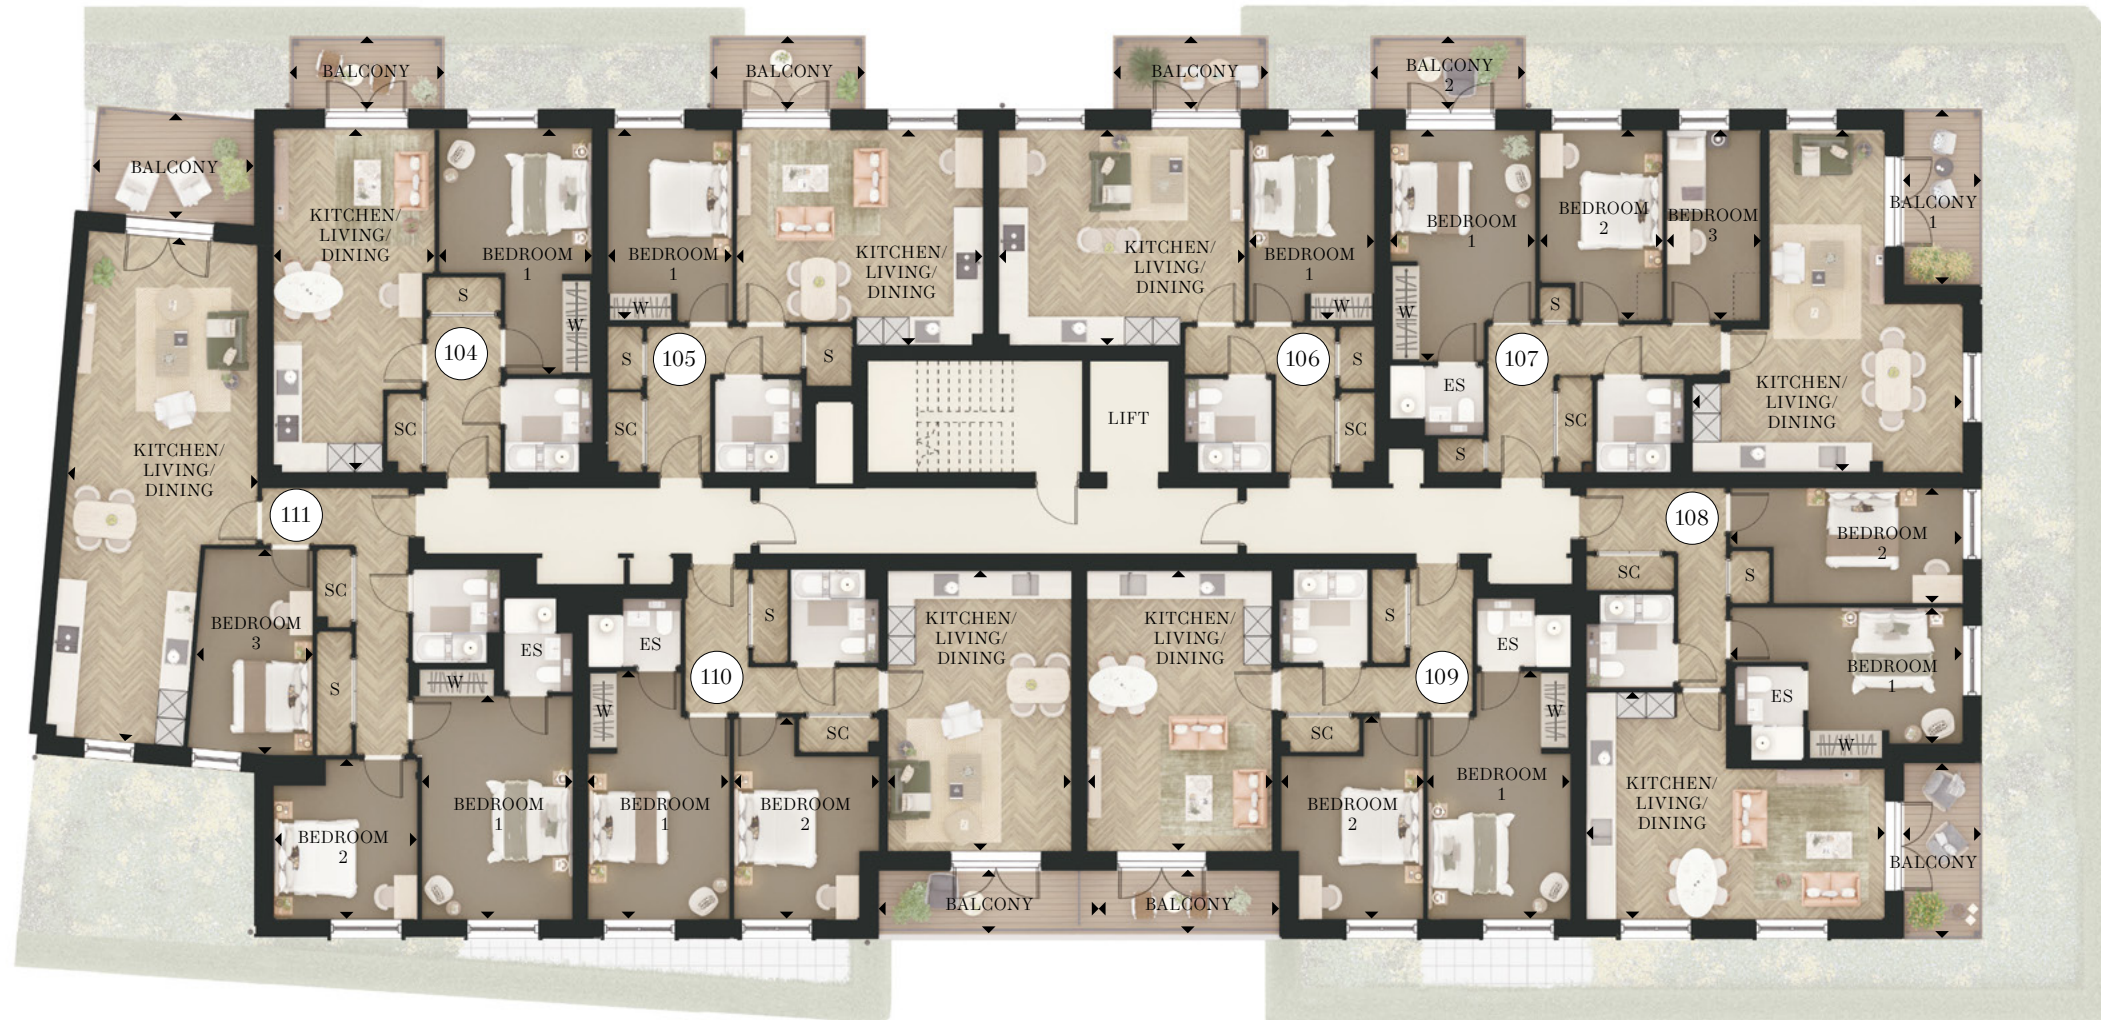 BALCONY
BALCONY
BALCONY
BALCONY
2
BALCONY
KITCHEN/
LIVING/
DINING
BEDROOM
1
S
W
104
SC
BEDROOM
1
W
S
105
SC
S
KITCHEN/
LIVING/
DINING
KITCHEN/
LIVING/
DINING
BEDROOM
1
W
106
S
SC
LIFT
BEDROOM
1
W
ES
S
107
S
SC
BEDROOM
2
BEDROOM
3
BALCONY
1
KITCHEN/
LIVING/
DINING
KITCHEN/
LIVING/
DINING
111
SC
S
BEDROOM
3
ES
W
BEDROOM
2
BEDROOM
1
ES
W
110
S
SC
BEDROOM
1
BEDROOM
2
KITCHEN/
LIVING/
DINING
BALCONY
KITCHEN/
LIVING/
DINING
BALCONY
S
109
SC
ES
W
BEDROOM
2
BEDROOM
1
108
SC
S
BEDROOM
2
BEDROOM
1
ES
W
KITCHEN/
LIVING/
DINING
BALCONY